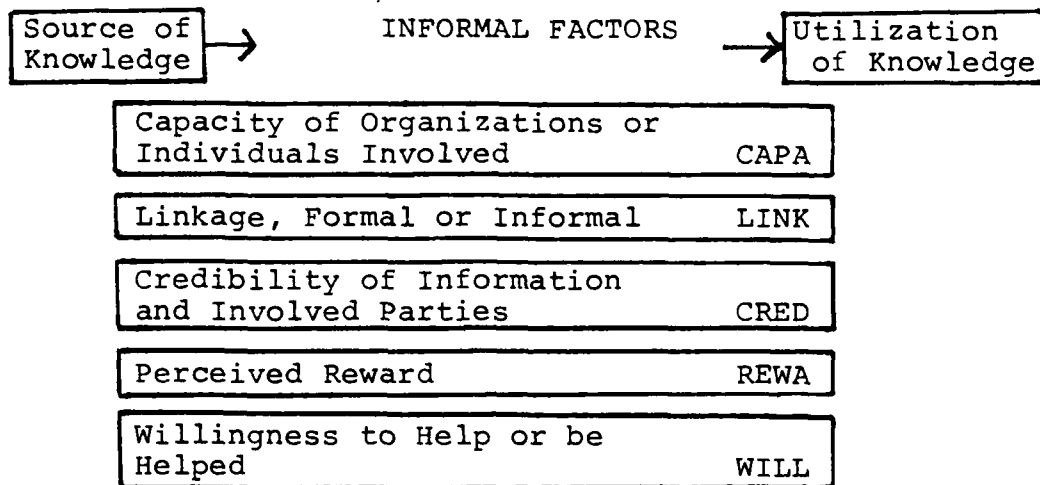 Source of
Knowledge
INFORMAL FACTORS
Utilization
of Knowledge
Capacity of Organizations or
Individuals Involved CAPA
Linkage, Formal or Informal LINK
Credibility of Information
and Involved Parties CRED
Perceived Reward REWA
Willingness to Help or be
Helped WILL